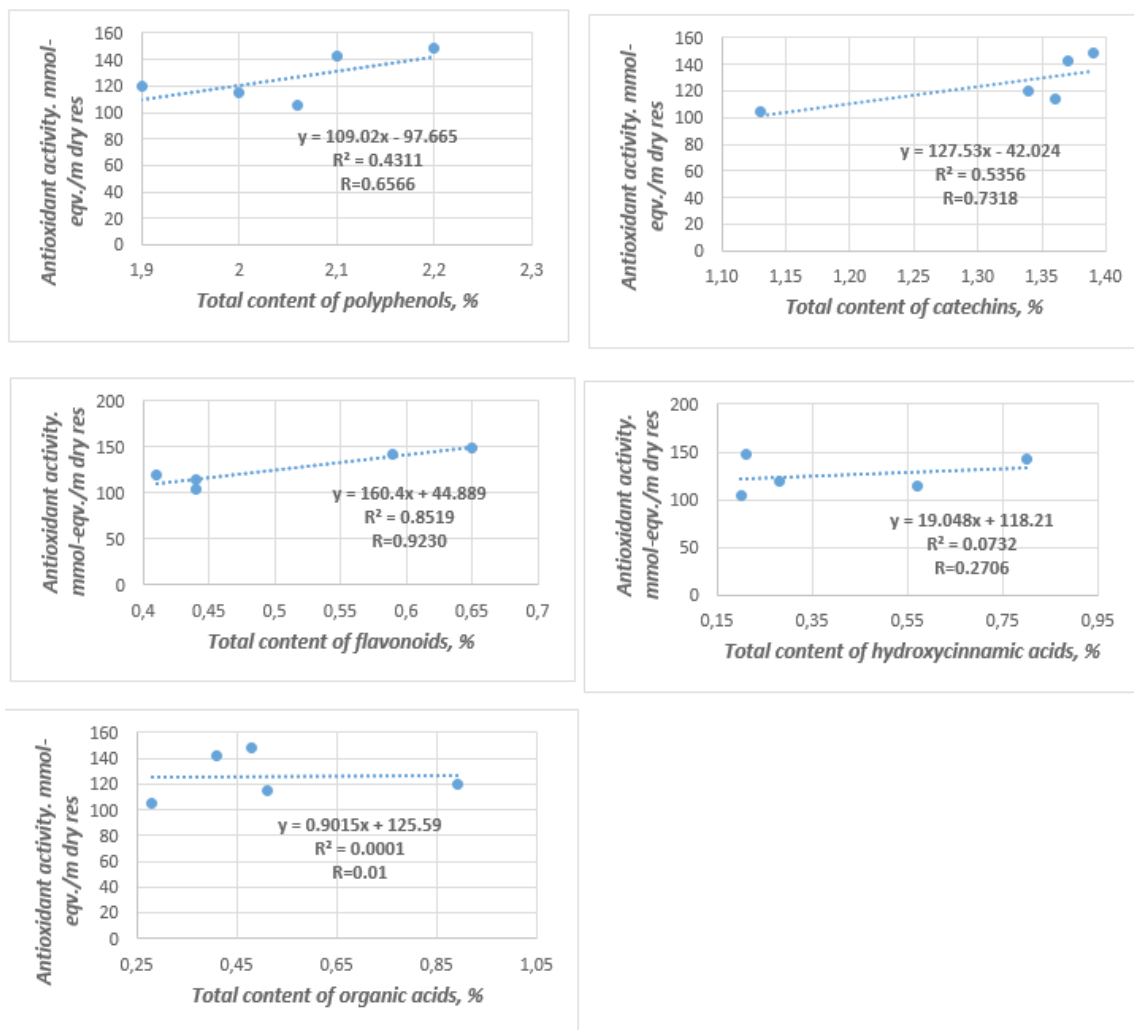 Antioxidant activity. mmol-
eqv./m dry res
160
140
120
100
80
60
40
20
0
y = 109.02x - 97.665
R² = 0.4311
R=0.6566
1,9 2 2,1 2,2 2,3
Total content of polyphenols, %
Antioxidant activity. mmol-
eqv./m dry res
160
140
120
100
80
60
40
20
0
y = 127.53x - 42.024
R² = 0.5356
R=0.7318
1,10 1,15 1,20 1,25 1,30 1,35 1,40
Total content of catechins, %
Antioxidant activity.
mmol-eqv./m dry res
200
150
100
50
0
y = 160.4x + 44.889
R² = 0.8519
R=0.9230
0,4 0,45 0,5 0,55 0,6 0,65 0,7
Total content of flavonoids, %
Antioxidant activity.
mmol-eqv./m dry res
200
150
100
50
0
y = 19.048x + 118.21
R² = 0.0732
R=0.2706
0,15 0,35 0,55 0,75 0,95
Total content of hydroxycinnamic acids, %
Antioxidant activity. mmol-
eqv./m dry res
160
140
120
100
80
60
40
20
0
y = 0.9015x + 125.59
R² = 0.0001
R=0.01
0,25 0,45 0,65 0,85 1,05
Total content of organic acids, %